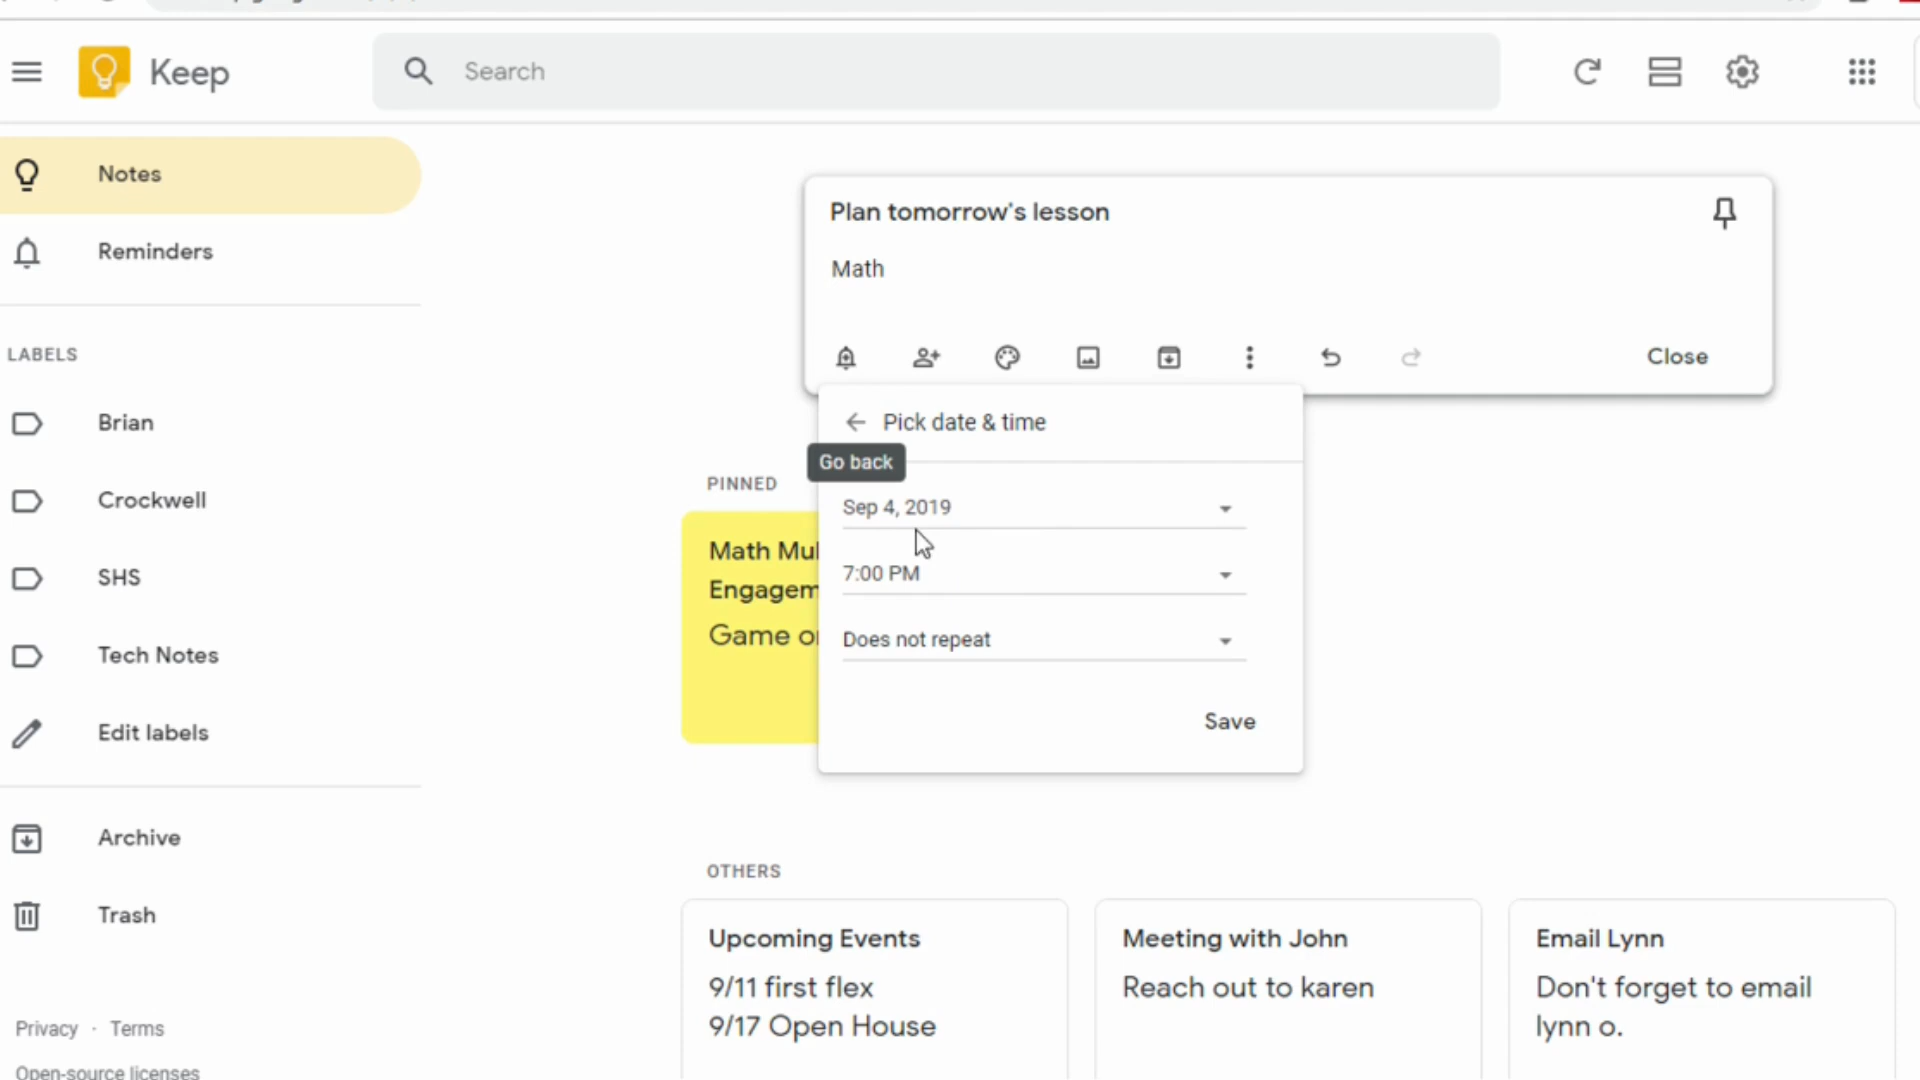 Keep
Search
Notes
Reminders
LABELS
Brian
Crockwell
SHS
Tech Notes
Edit labels
Archive
Trash
Privacy · Terms
Open-source licenses
Plan tomorrow's lesson
Math
Close
Pick date & time
Go back
Sep 4, 2019
7:00 PM
Does not repeat
Save
PINNED
Math
Game
OTHERS
Upcoming Events
9/11 first flex
9/17 Open House
Meeting with John
Reach out to karen
Email Lynn
Don't forget to email
lynn o.